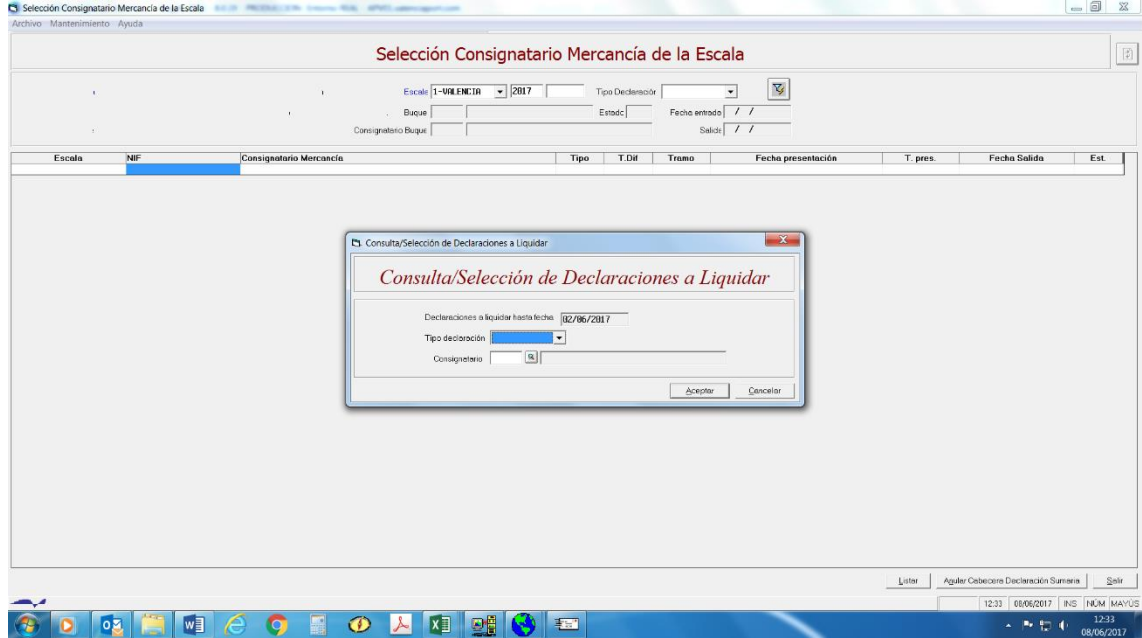 Selección Consignatario Mercancía de la Escala
Archivo Mantenimiento Ayuda
Selección Consignatario Mercancía de la Escala
Escala 1-VALENCIA 2017 Tipo Declaración
Buque Estado Fecha entrada / /
Consignatario Buque Salida / /
Escala NIF Consignatario Mercancía Tipo T.Dif Tramo Fecha presentación T. pres. Fecha Salida Est.
Consulta/Selección de Declaraciones a Liquidar
Consulta/Selección de Declaraciones a Liquidar
Declaraciones a liquidar hasta fecha 02/06/2017
Tipo declaración
Consignatario
Aceptar Cancelar
Listar Anular Cabecera Declaración Sumaria Salir
12:33 08/06/2017 INS NÚM MAYÚS
12:33
08/06/2017